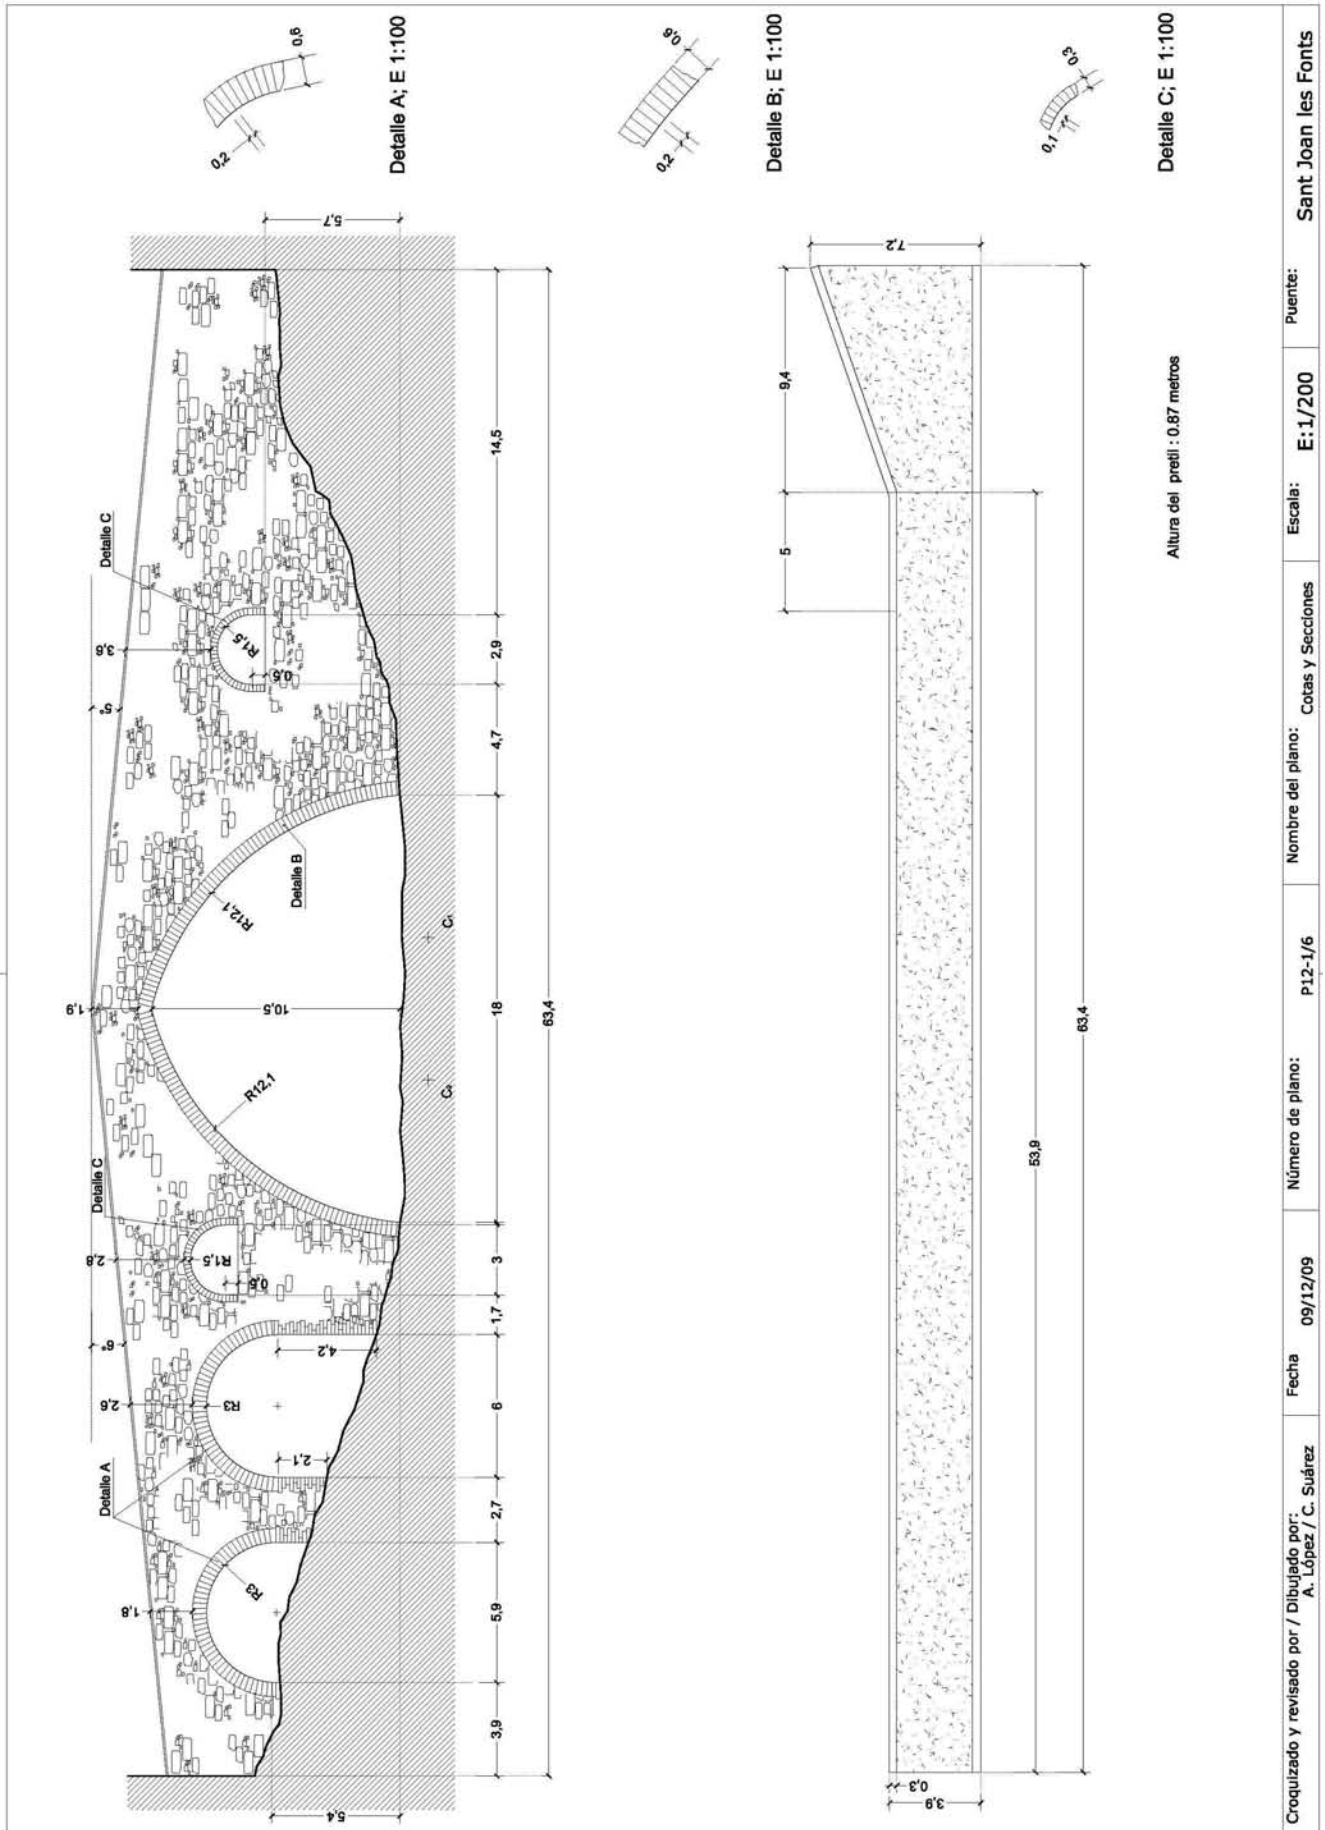 5,4
5,7
3,9
5,9
2,7
6
1,7
3
18
4,7
2,9
14,5
63,4
1,8
2,6
2,8
1,9
3,6
6°
5°
Detalle A
Detalle C
Detalle C
Detalle B
R3
R3
R1,5
0,5
R12,1
R12,1
R1,5
0,5
2,1
4,2
10,5
C₁
0,6
0,2
Detalle A; E 1:100
0,6
0,2
Detalle B; E 1:100
0,3
0,1
Detalle C; E 1:100
5
9,4
7,2
0,3
3,9
53,9
63,4
Altura del pretil : 0.87 metros
Croquizado y revisado por / Dibujado por:
A. López / C. Suárez
Fecha
09/12/09
Número de plano:
P12-1/6
Nombre del plano:
Cotas y Secciones
Escala:
E:1/200
Puente:
Sant Joan les Fonts